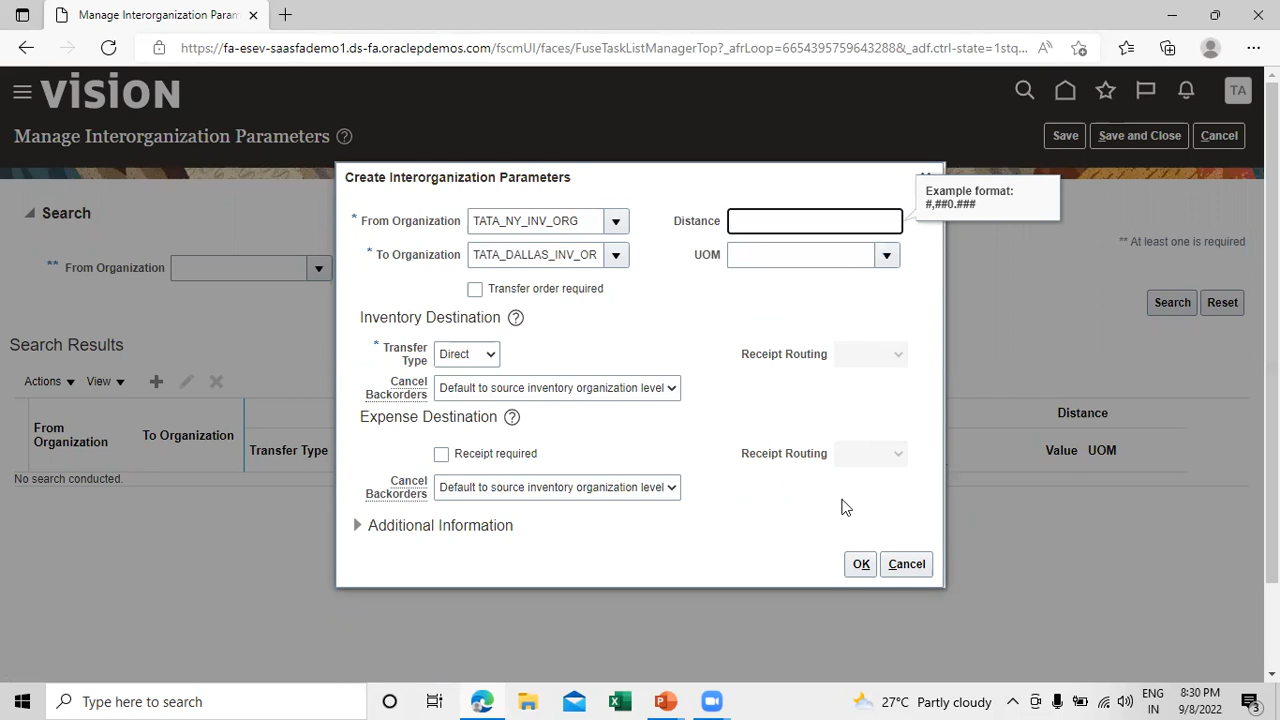 Manage Interorganization Param
https://fa-esev-saasfademo1.ds-fa.oraclepdemos.com/fscmUI/faces/FuseTaskListManagerTop?_afrLoop=66543957596432​88&_adf.ctrl-state=1stq...
vision
TA
Manage Interorganization Parameters
Save
Save and Close
Cancel
Create Interorganization Parameters
Example format:
#,##0.###
Search
* From Organization TATA_NY_INV_ORG
Distance
* To Organization TATA_DALLAS_INV_OR
UOM
** At least one is required
** From Organization
Transfer order required
Search
Reset
Inventory Destination
Search Results
* Transfer
Type
Direct
Receipt Routing
Actions
View
Cancel
Backorders
Default to source inventory organization level
Expense Destination
From
Organization
To Organization
Transfer Type
Distance
Value
UOM
Receipt required
Receipt Routing
No search conducted.
Cancel
Backorders
Default to source inventory organization level
Additional Information
OK
Cancel
Type here to search
27°C Partly cloudy
ENG
IN
8:30 PM
9/8/2022
3